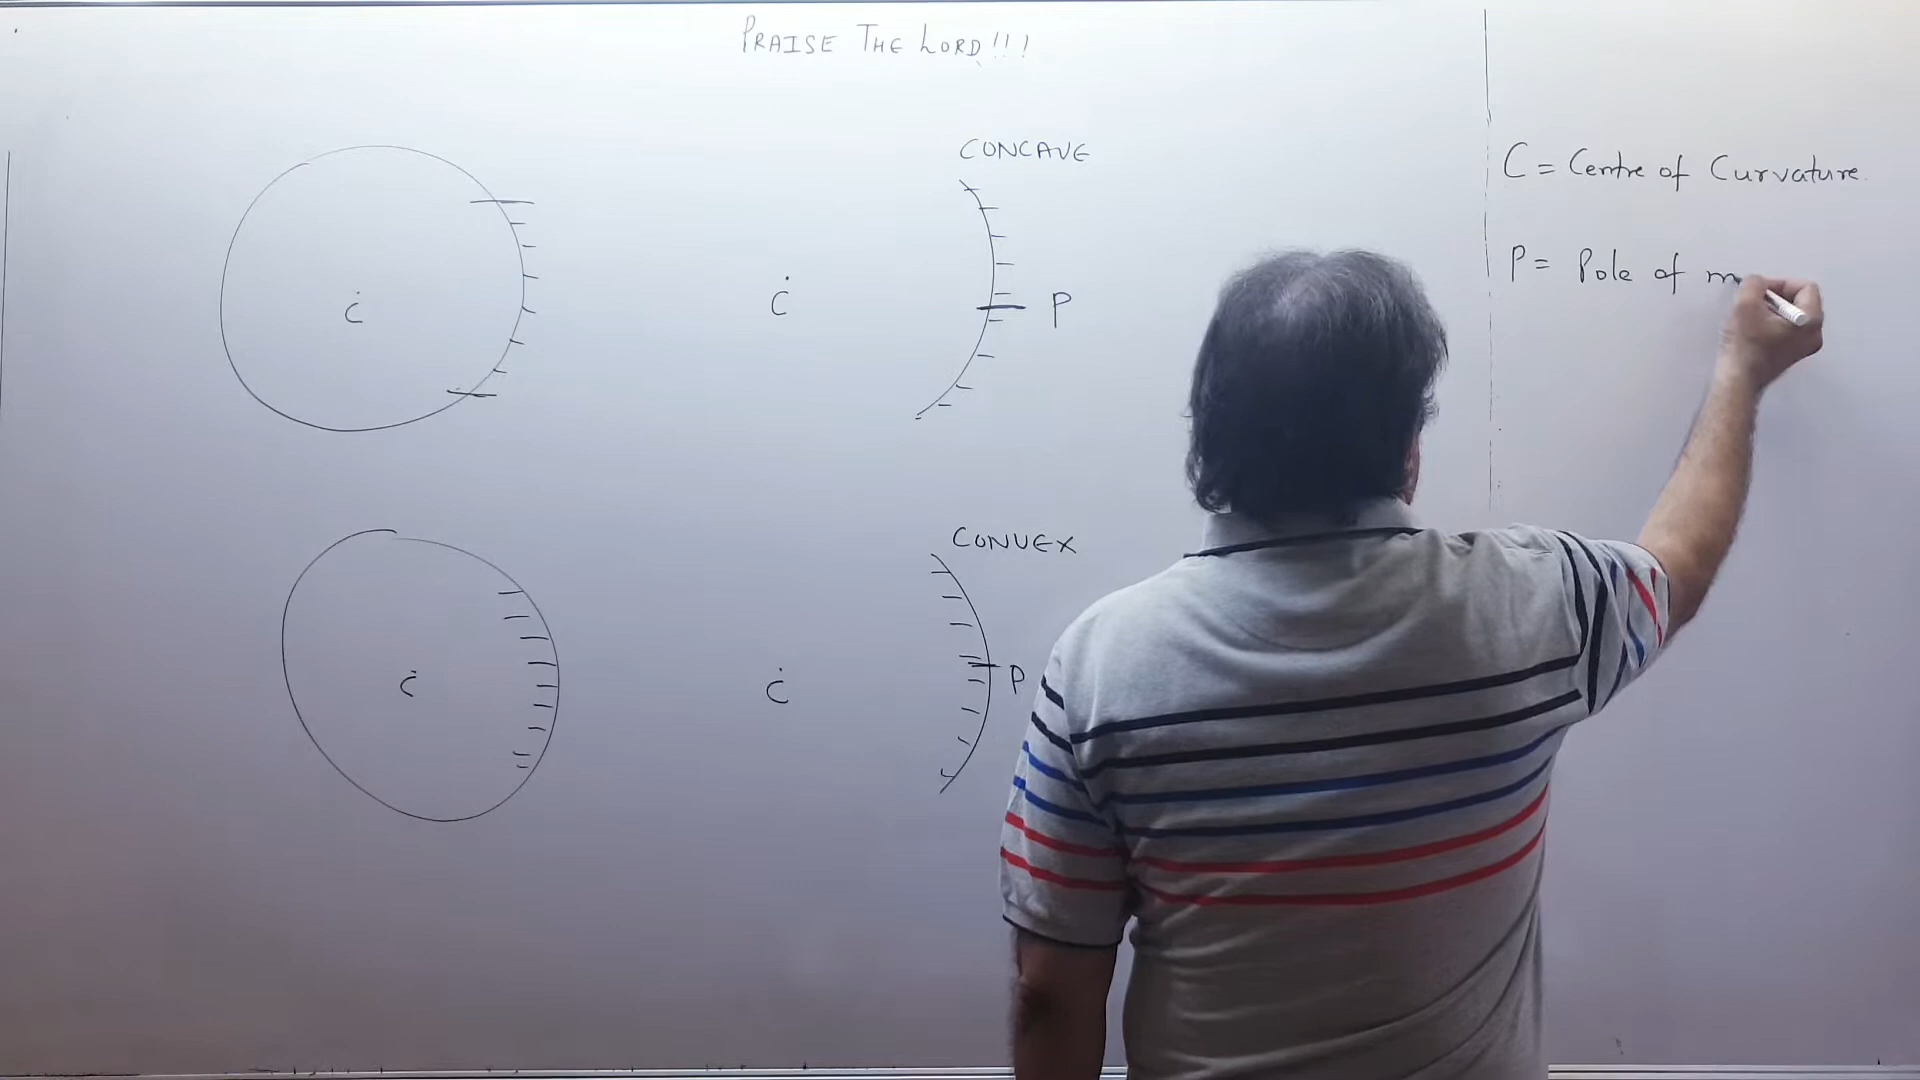 PRAISE THE LORD!!!
CONCAVE
C = Centre of Curvature
P = Pole of m
C
C
P
CONVEX
C
C
P